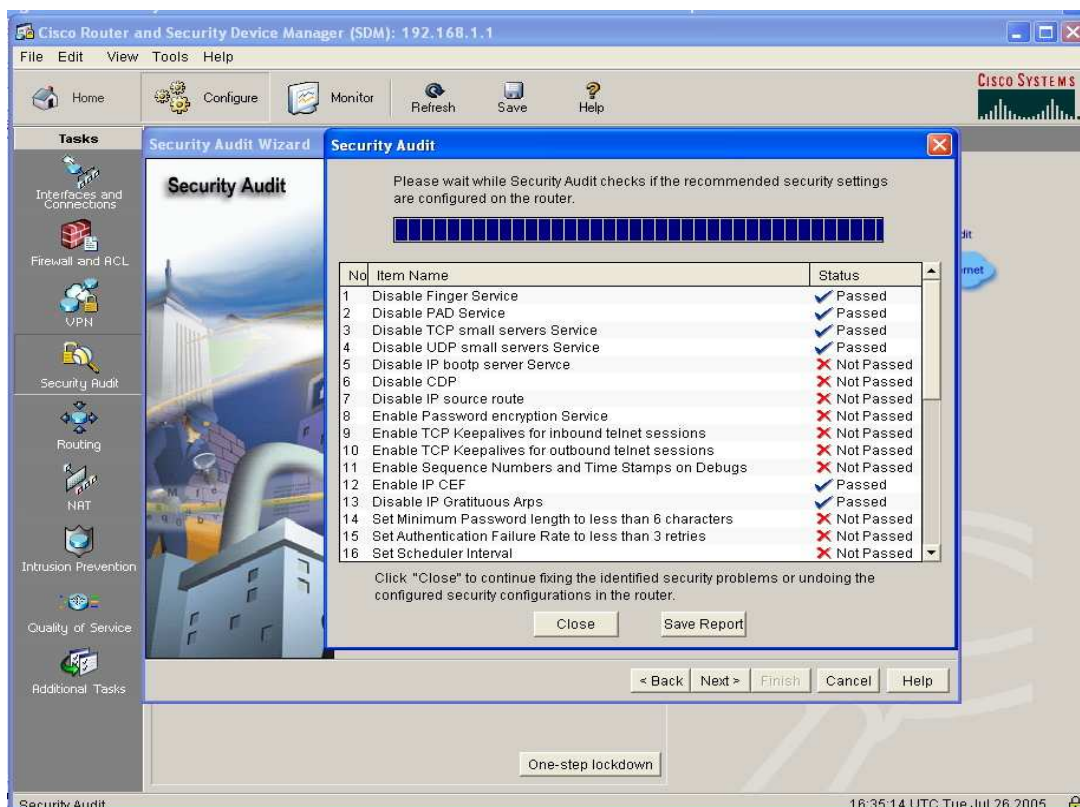 Cisco Router and Security Device Manager (SDM): 192.168.1.1
File Edit View Tools Help
Home Configure Monitor Refresh Save Help
CISCO SYSTEMS
Tasks
Interfaces and Connections
Firewall and ACL
VPN
Security Audit
Routing
NAT
Intrusion Prevention
Quality of Service
Additional Tasks
Security Audit Wizard
Security Audit
Security Audit
Please wait while Security Audit checks if the recommended security settings
are configured on the router.
No Item Name Status
1 Disable Finger Service Passed
2 Disable PAD Service Passed
3 Disable TCP small servers Service Passed
4 Disable UDP small servers Service Passed
5 Disable IP bootp server Servce Not Passed
6 Disable CDP Not Passed
7 Disable IP source route Not Passed
8 Enable Password encryption Service Not Passed
9 Enable TCP Keepalives for inbound telnet sessions Not Passed
10 Enable TCP Keepalives for outbound telnet sessions Not Passed
11 Enable Sequence Numbers and Time Stamps on Debugs Not Passed
12 Enable IP CEF Passed
13 Disable IP Gratituous Arps Passed
14 Set Minimum Password length to less than 6 characters Not Passed
15 Set Authentication Failure Rate to less than 3 retries Not Passed
16 Set Scheduler Interval Not Passed
Click "Close" to continue fixing the identified security problems or undoing the
configured security configurations in the router.
Close Save Report
< Back Next > Finish Cancel Help
One-step lockdown
Security Audit
16:35:14 UTC Tue Jul 26 2005